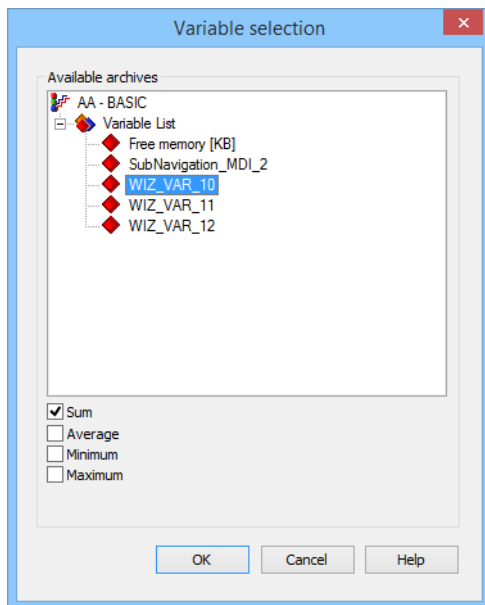 Variable selection
Available archives
AA - BASIC
Variable List
Free memory [KB]
SubNavigation_MDI_2
WIZ_VAR_10
WIZ_VAR_11
WIZ_VAR_12
Sum
Average
Minimum
Maximum
OK Cancel Help